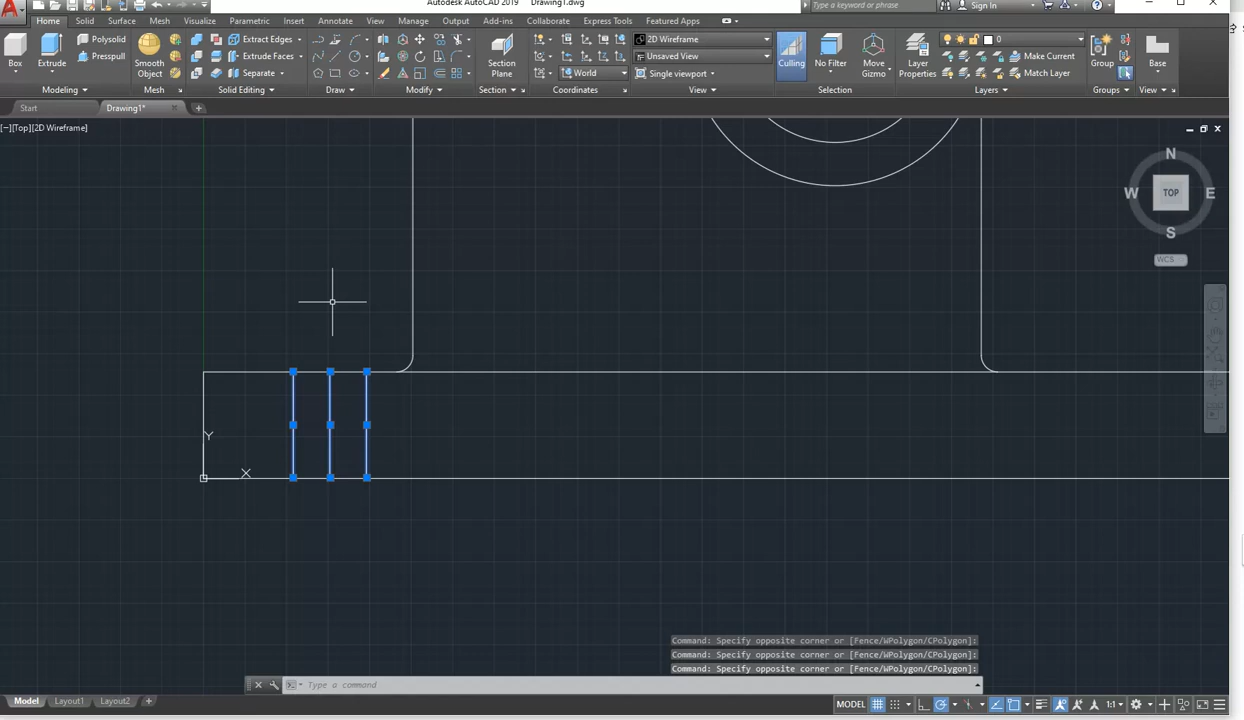 Autodesk AutoCAD 2019 Drawing1.dwg
Type a keyword or phrase
Sign In
Home Solid Surface Mesh Visualize Parametric Insert Annotate View Manage Output Add-ins Collaborate Express Tools Featured Apps
Box
Extrude
Polysolid
Presspull
Smooth
Object
Extrude Edges
Extract Faces
Separate
Section
Plane
World
2D Wireframe
Unsaved View
Single viewport
Culling
No Filter
Move
Gizmo
Layer
Properties
0
Make Current
Match Layer
Group
Base
Modeling
Mesh
Solid Editing
Draw
Modify
Section
Coordinates
View
Selection
Layers
Groups
View
Start
Drawing1*
[−][Top][2D Wireframe]
N
W
TOP
E
S
WCS
Y
X
Command: Specify opposite corner or [Fence/WPolygon/CPolygon]:
Command: Specify opposite corner or [Fence/WPolygon/CPolygon]:
Command: Specify opposite corner or [Fence/WPolygon/CPolygon]:
Type a command
Model Layout1 Layout2
MODEL
1:1